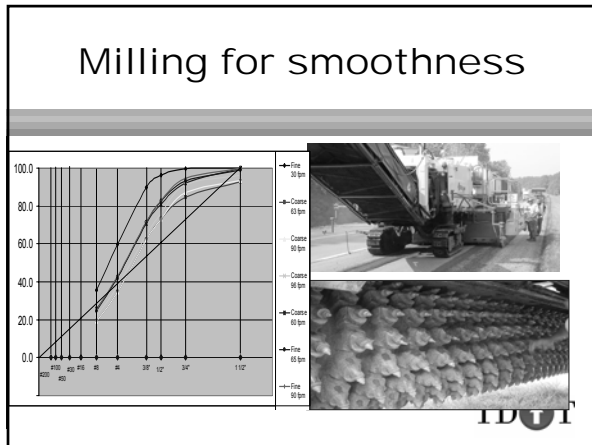 Milling for smoothness
100.0
80.0
60.0
40.0
20.0
0.0
#200
#100
#50
#30
#16
#8
#4
3/8"
1/2"
3/4"
1 1/2"
Fine
30 fpm
Coarse
63 fpm
Coarse
90 fpm
Coarse
96 fpm
Coarse
60 fpm
Fine
65 fpm
Fine
90 fpm
IDOT